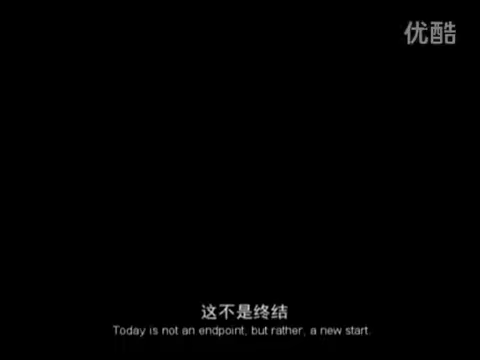 优酷
这不是终结
Today is not an endpoint, but rather, a new start.